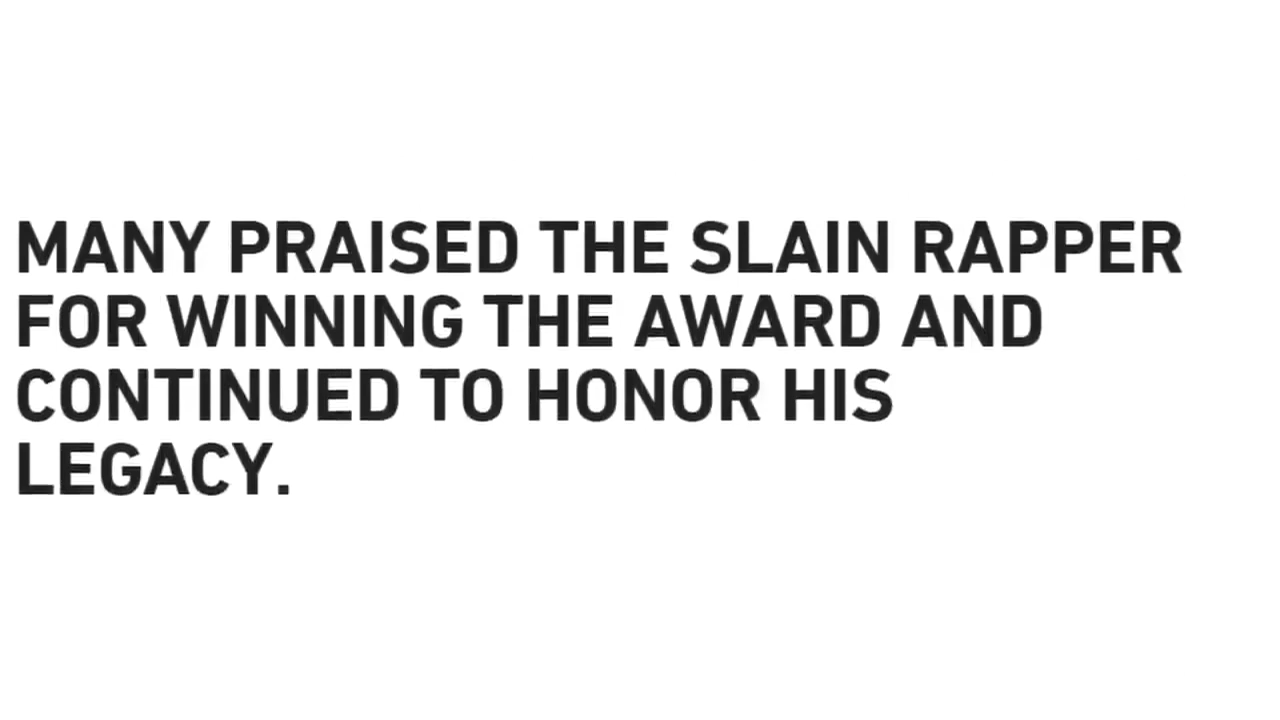 MANY PRAISED THE SLAIN RAPPER
FOR WINNING THE AWARD AND
CONTINUED TO HONOR HIS
LEGACY.